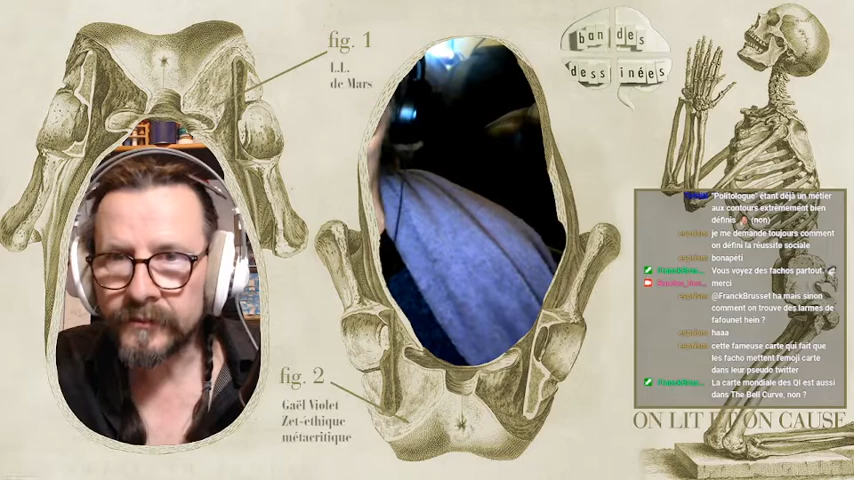 fig. 1
L.L.
de Mars
ban des
dess inées
"Politologue" étant déjà un métier
aux contours extrêmement bien
définis (non)
je me demande toujours comment
on défini la réussite sociale
bonapeti
Vous voyez des fachos partout.
merci
@FranckBrusset ha mais sinon
comment on trouve des larmes de
fafounet hein ?
haaa
cette fameuse carte qui fait que
les facho mettent l'emoji carte
dans leur pseudo twitter
La carte mondiale des QI est aussi
dans The Bell Curve, non ?
fig. 2
Gaël Violet
Zet-éthique
métacritique
ON LIT ET ON CAUSE